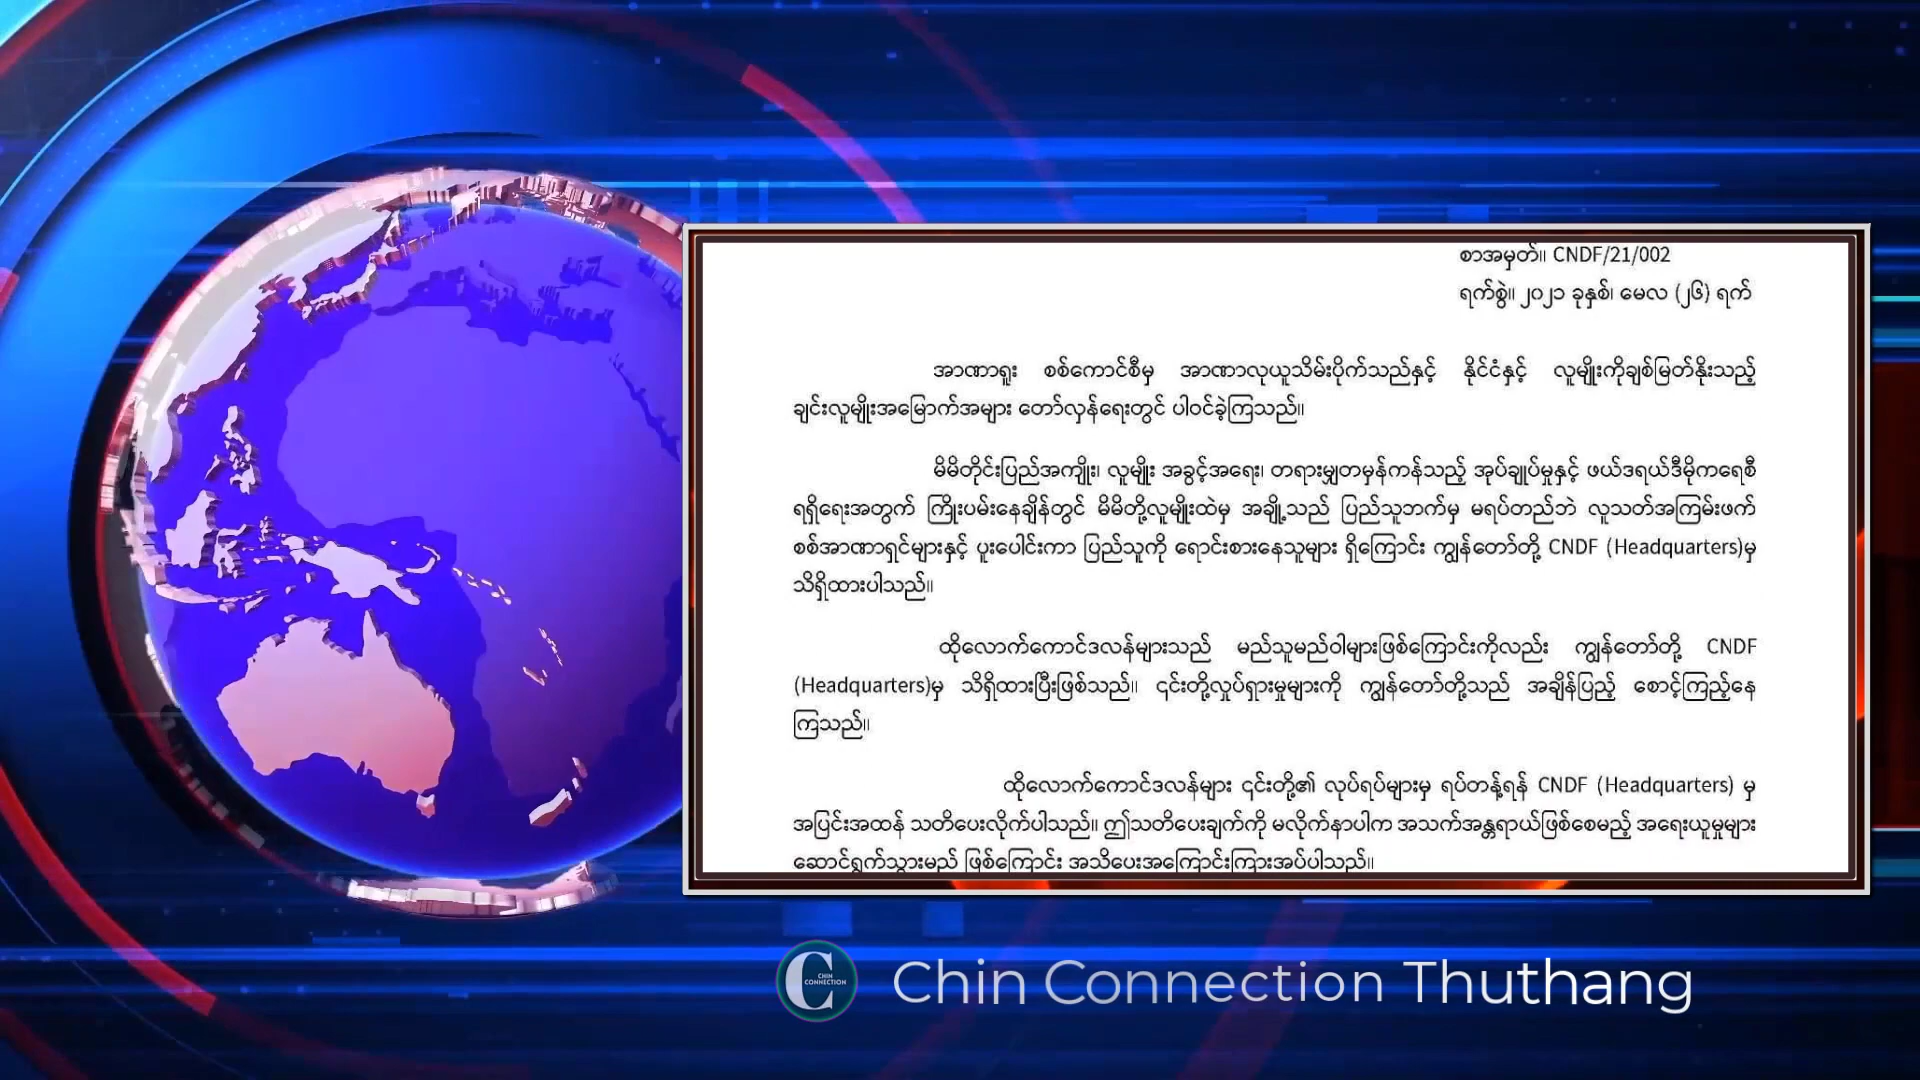 စာအမှတ်။ CNDF/21/002
ရက်စွဲ။ ၂၀၂၁ ခုနှစ်၊ မေလ (၂၆) ရက်
အာဏာရူး စစ်ကောင်စီမှ အာဏာလုယူသိမ်းပိုက်သည်နှင့် နိုင်ငံနှင့် လူမျိုးကိုချစ်မြတ်နိုးသည့်
ချင်းလူမျိုးအမြောက်အများ တော်လှန်ရေးတွင် ပါဝင်ခဲ့ကြသည်။
မိမိတိုင်းပြည်အကျိုး၊ လူမျိုး အခွင့်အရေး၊ တရားမျှတမှန်ကန်သည့် အုပ်ချုပ်မှုနှင့် ဖယ်ဒရယ်ဒီမိုကရေစီ
ရရှိရေးအတွက် ကြိုးပမ်းနေချိန်တွင် မိမိတို့လူမျိုးထဲမှ အချို့သည် ပြည်သူဘက်မှ မရပ်တည်ဘဲ လူသတ်အကြမ်းဖက်
စစ်အာဏာရှင်များနှင့် ပူးပေါင်းကာ ပြည်သူကို ရောင်းစားနေသူများ ရှိကြောင်း ကျွန်တော်တို့ CNDF (Headquarters)မှ
သိရှိထားပါသည်။
ထိုလောက်ကောင်ဒလန်များသည် မည်သူမည်ဝါများဖြစ်ကြောင်းကိုလည်း ကျွန်တော်တို့ CNDF
(Headquarters)မှ သိရှိထားပြီးဖြစ်သည်။ ၎င်းတို့လှုပ်ရှားမှုများကို ကျွန်တော်တို့သည် အချိန်ပြည့် စောင့်ကြည့်နေ
ကြသည်။
ထိုလောက်ကောင်ဒလန်များ ၎င်းတို့၏ လုပ်ရပ်များမှ ရပ်တန့်ရန် CNDF (Headquarters) မှ
အပြင်းအထန် သတိပေးလိုက်ပါသည်။ ဤသတိပေးချက်ကို မလိုက်နာပါက အသက်အန္တရာယ်ဖြစ်စေမည့် အရေးယူမှုများ
ဆောင်ရွက်သွားမည် ဖြစ်ကြောင်း အသိပေးအကြောင်းကြားအပ်ပါသည်။
C CHIN CONNECTION
Chin Connection Thuthang